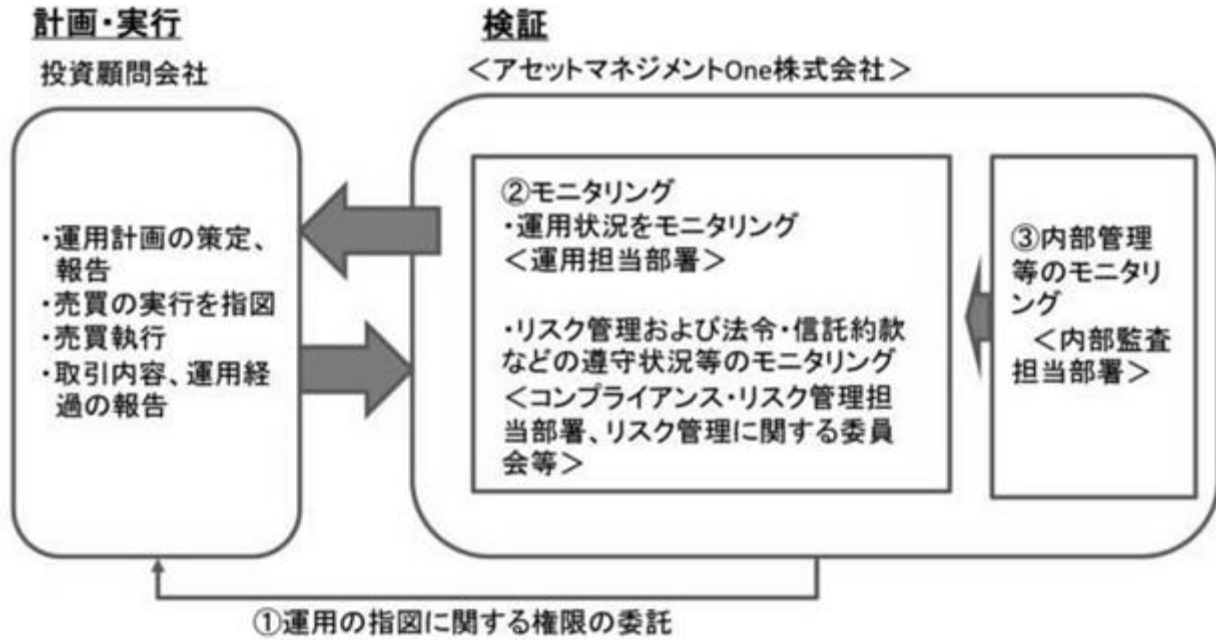 計画・実行
投資顧問会社
・運用計画の策定、
報告
・売買の実行を指図
・売買執行
・取引内容、運用経
過の報告
検証
＜アセットマネジメントOne株式会社＞
②モニタリング
・運用状況をモニタリング
＜運用担当部署＞
・リスク管理および法令・信託約款
などの遵守状況等のモニタリング
＜コンプライアンス・リスク管理担
当部署、リスク管理に関する委員
会等＞
③内部管理
等のモニタリ
ング
＜内部監査
担当部署＞
①運用の指図に関する権限の委託